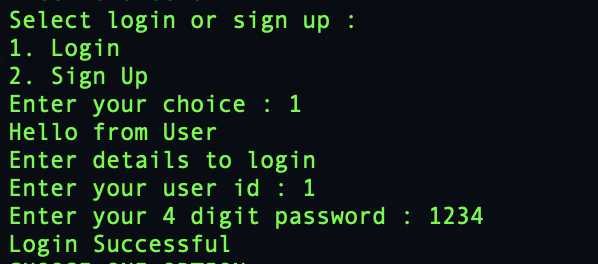 Select login or sign up :
1. Login
2. Sign Up
Enter your choice : 1
Hello from User
Enter details to login
Enter your user id : 1
Enter your 4 digit password : 1234
Login Successful